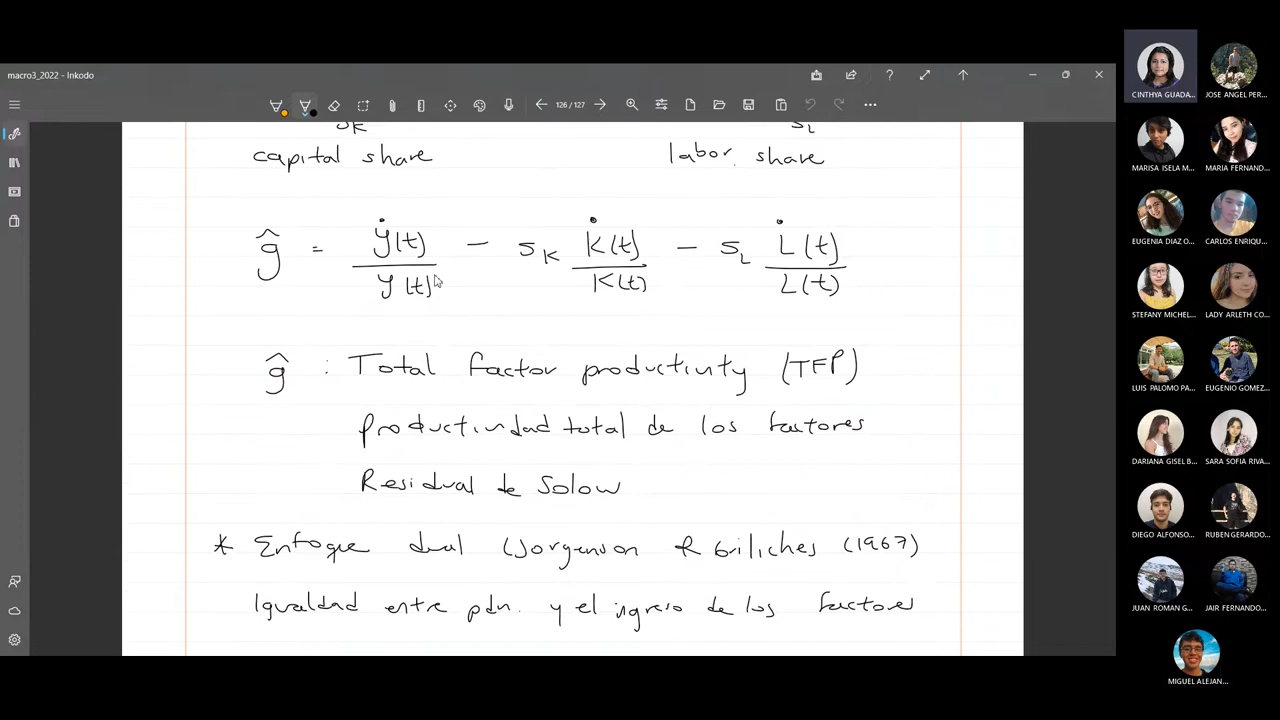 macro3_2022 - Inkodo
126 / 127
S_K
S_L
capital share
labor. share
ĝ = Ẏ(t)/Y(t) - S_K K̇(t)/K(t) - S_L L̇(t)/L(t)
ĝ : Total factor productivity (TFP)
productividad total de los factores
Residual de Solow
* Enfoque dual (Jorgenson & Griliches (1967)
Igualdad entre pdn. y el ingreso de los factores
CINTHYA GUADA...
JOSE ANGEL PER...
MARISA ISELA M...
MARIA FERNAND...
EUGENIA DIAZ O...
CARLOS ENRIQU...
STEFANY MICHEL...
LADY ARLETH CO...
LUIS PALOMO PA...
EUGENIO GOMEZ...
DARIANA GISEL B...
SARA SOFIA RIVA...
DIEGO ALFONSO...
RUBEN GERARDO...
JUAN ROMAN G...
JAIR FERNANDO...
MIGUEL ALEJAN...